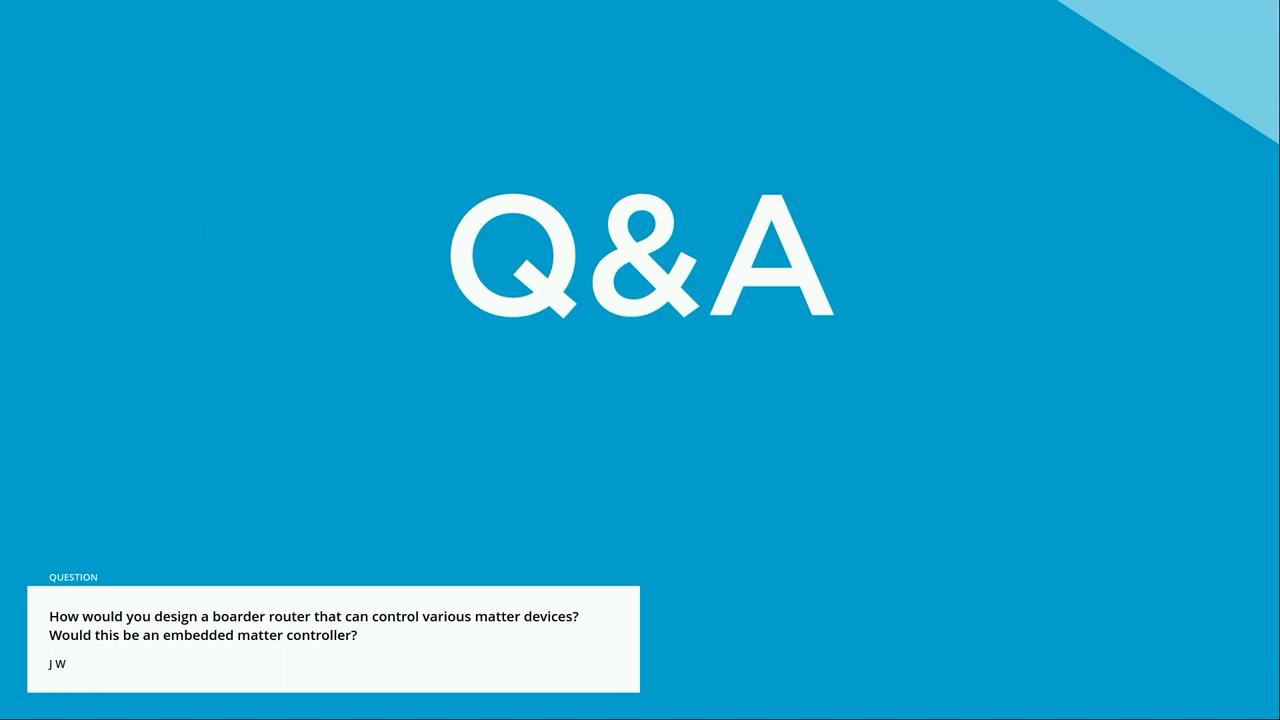 Q&A
QUESTION
How would you design a boarder router that can control various matter devices?
Would this be an embedded matter controller?
J W